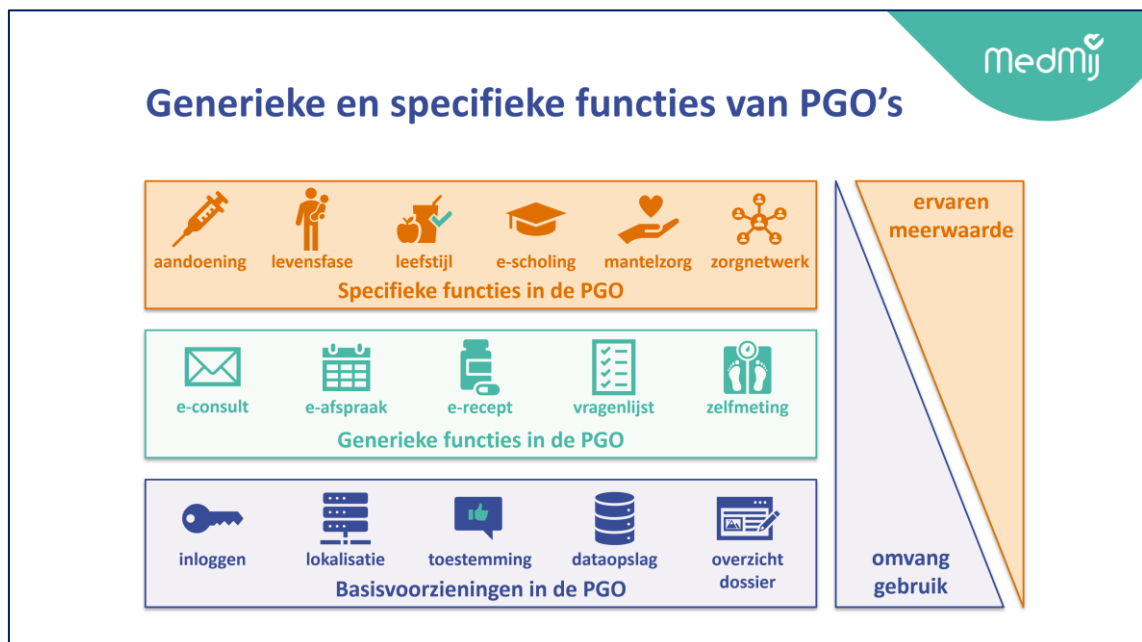 MedMij
Generieke en specifieke functies van PGO’s
aandoening levensfase leefstijl e-scholing mantelzorg zorgnetwerk
Specifieke functies in de PGO
ervaren
meerwaarde
e-consult e-afspraak e-recept vragenlijst zelfmeting
Generieke functies in de PGO
inloggen lokalisatie toestemming dataopslag overzicht
dossier
Basisvoorzieningen in de PGO
omvang
gebruik